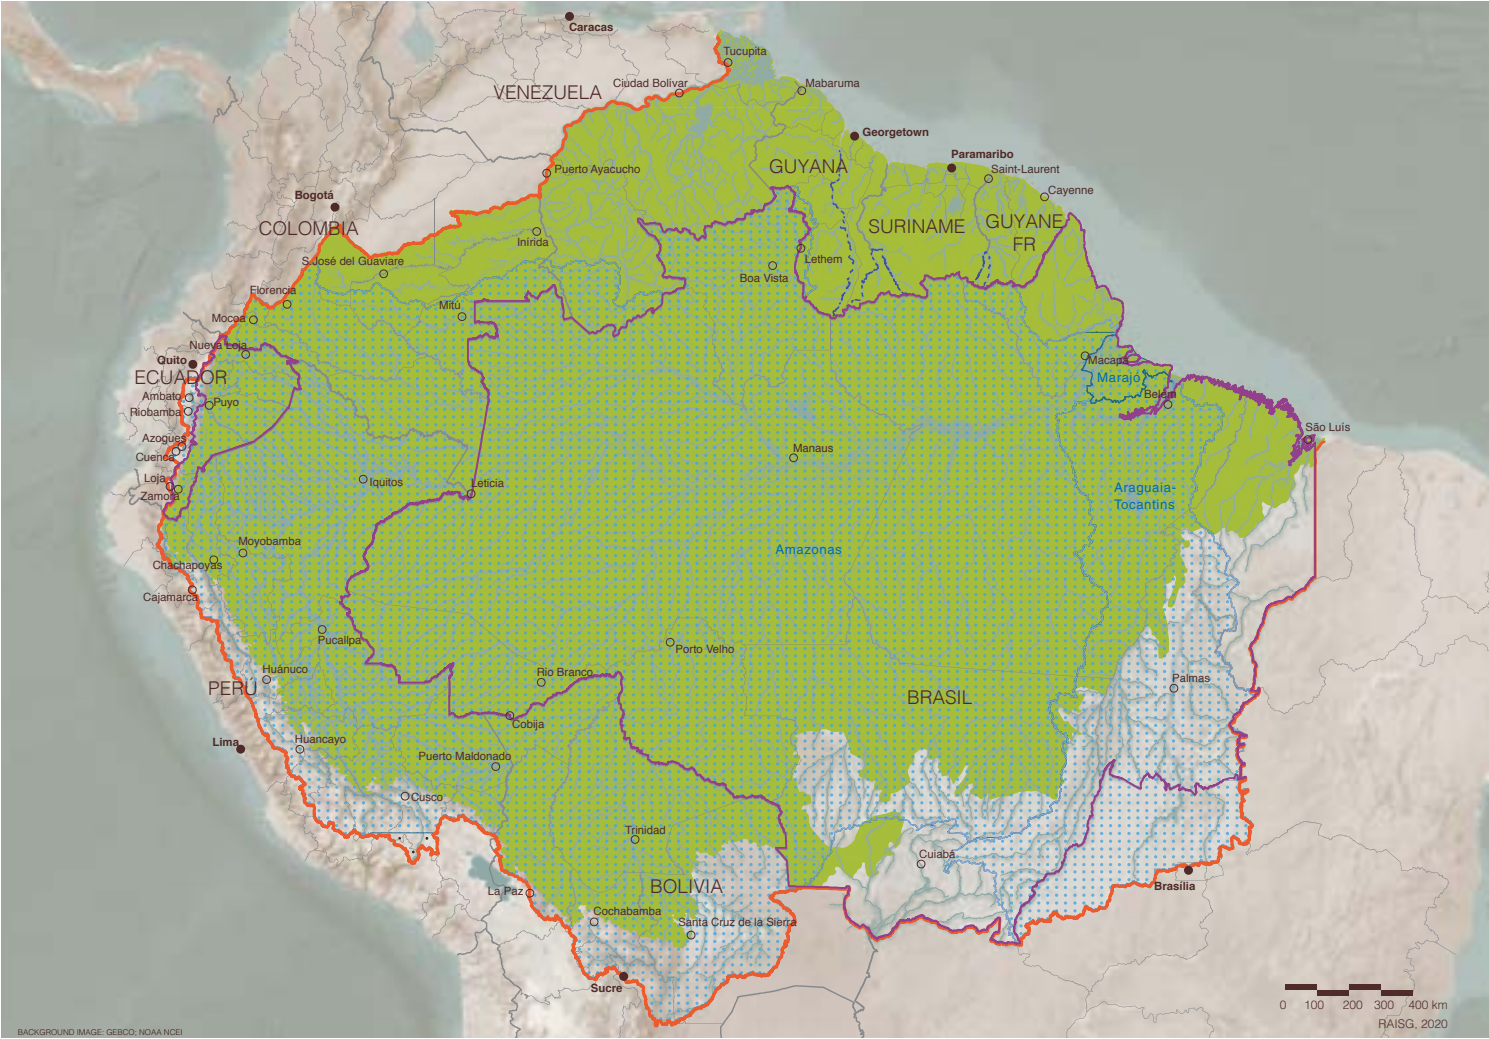 Caracas
Tucupita
VENEZUELA
Ciudad Bolívar
Mabaruma
Georgetown
Puerto Ayacucho
GUYANA
Paramaribo
Saint-Laurent
Cayenne
Bogotá
COLOMBIA
SURINAME
GUYANE
FR
Inírida
S.José del Guaviare
Lethem
Boa Vista
Florencia
Mitú
Mocoa
Nueva Loja
Quito
ECUADOR
Macapá
Marajó
Ambato
Puyo
Belém
Riobamba
Azogues
Cuenca
São Luís
Manaus
Loja
Zamora
Iquitos
Leticia
Araguaia-
Tocantins
Moyobamba
Amazonas
Chachapoyas
Cajamarca
Pucallpa
Porto Velho
Huánuco
Rio Branco
PERÚ
Palmas
BRASIL
Cobija
Lima
Huancayo
Puerto Maldonado
Cusco
Trinidad
Cuiabá
La Paz
BOLIVIA
Brasília
Cochabamba
Santa Cruz de la Sierra
Sucre
0 100 200 300 400 km
RAISG, 2020
BACKGROUND IMAGE: GEBCO; NOAA NCEI